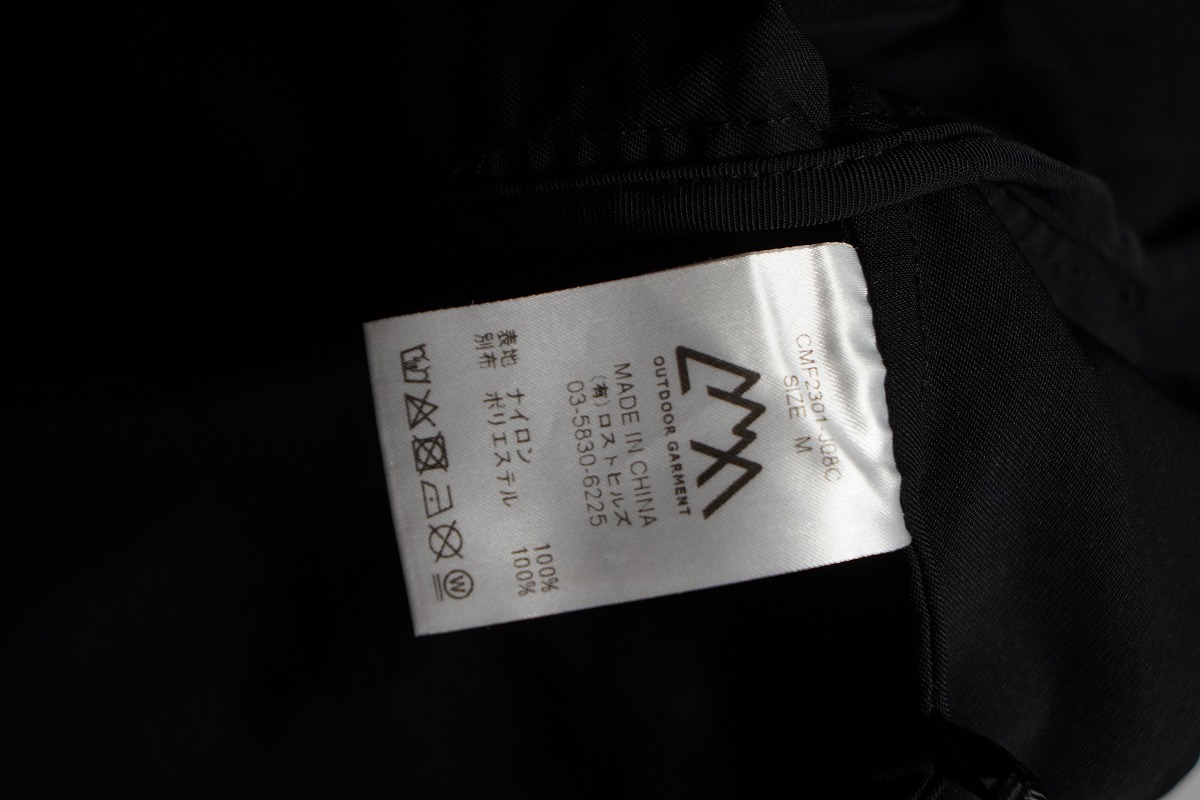 CMF2301-J08C
SIZE M
OUTDOOR GARMENT
MADE IN CHINA
(有)ロストヒルズ
03-5830-6225
表地 ナイロン 100%
別布 ポリエステル 100%
W